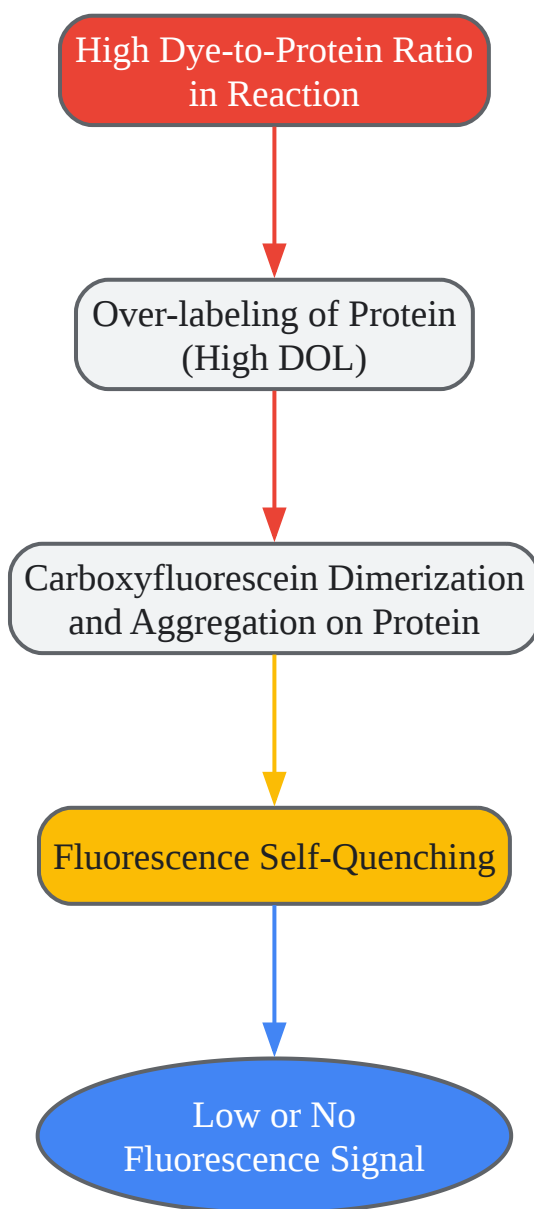 High Dye-to-Protein Ratio
in Reaction
Over-labeling of Protein
(High DOL)
Carboxyfluorescein Dimerization
and Aggregation on Protein
Fluorescence Self-Quenching
Low or No
Fluorescence Signal